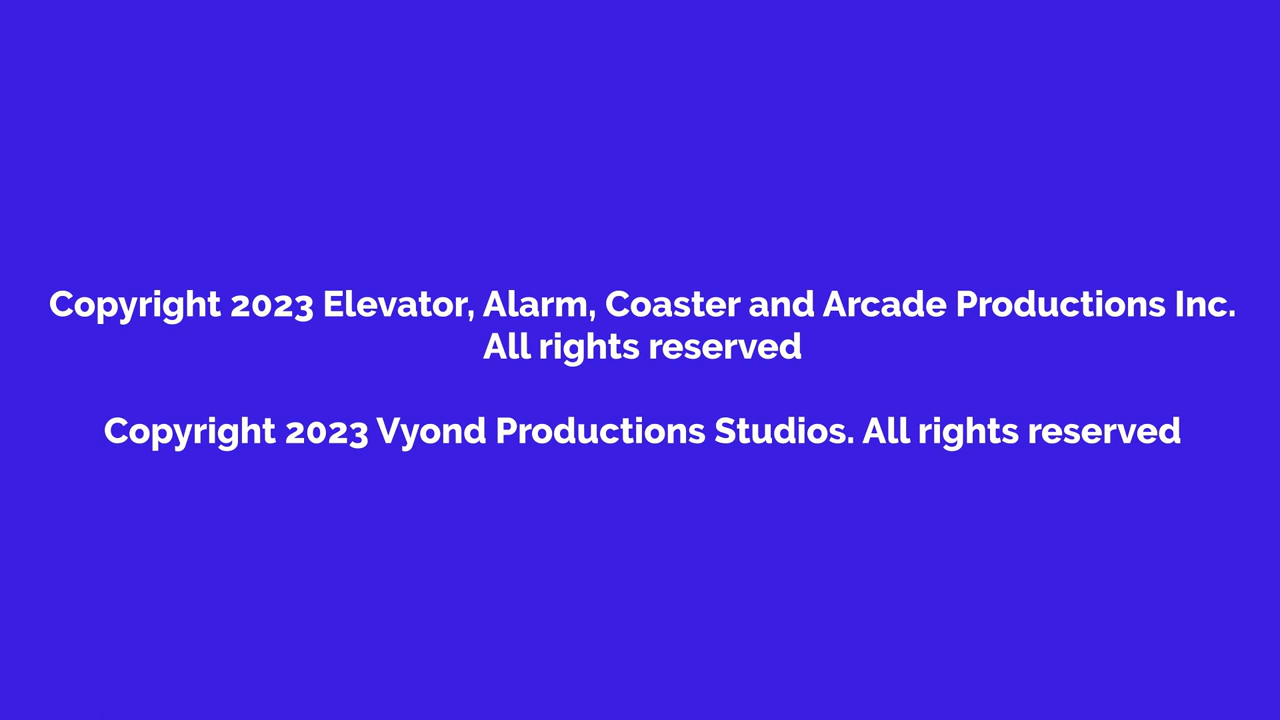 Copyright 2023 Elevator, Alarm, Coaster and Arcade Productions Inc.
All rights reserved
Copyright 2023 Vyond Productions Studios. All rights reserved